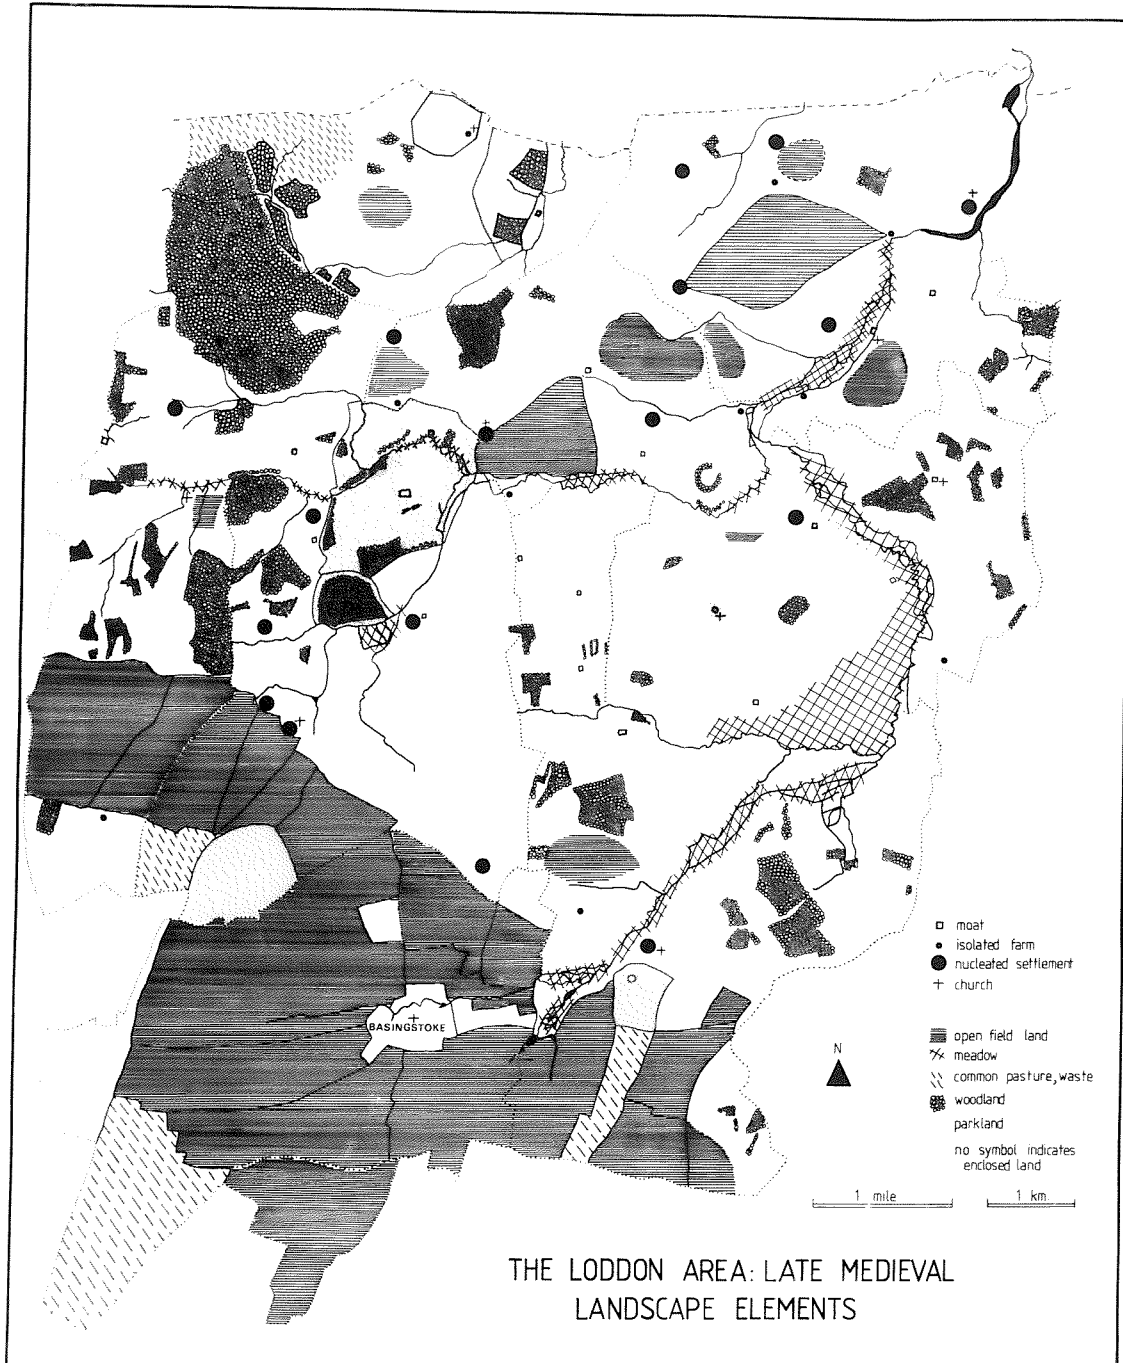 BASINGSTOKE
moat
isolated farm
nucleated settlement
church
open field land
meadow
common pasture, waste
woodland
parkland
no symbol indicates
enclosed land
N
1 mile
1 km.
THE LODDON AREA: LATE MEDIEVAL
LANDSCAPE ELEMENTS